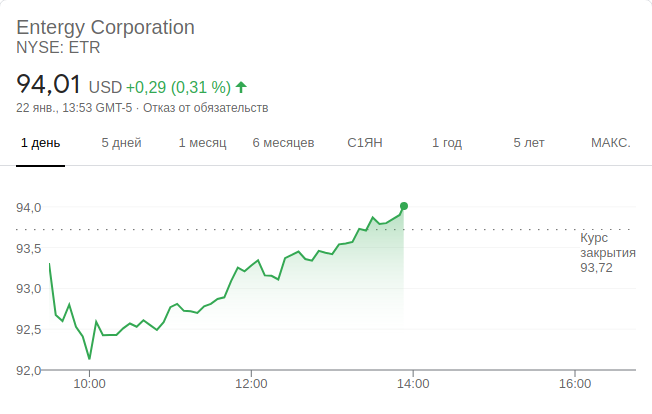 Entergy Corporation
NYSE: ETR
94,01 USD +0,29 (0,31 %)
22 янв., 13:53 GMT-5 · Отказ от обязательств
1 день 5 дней 1 месяц 6 месяцев С1ЯН 1 год 5 лет МАКС.
94,0
93,5
93,0
92,5
92,0
Курс
закрытия
93,72
10:00 12:00 14:00 16:00